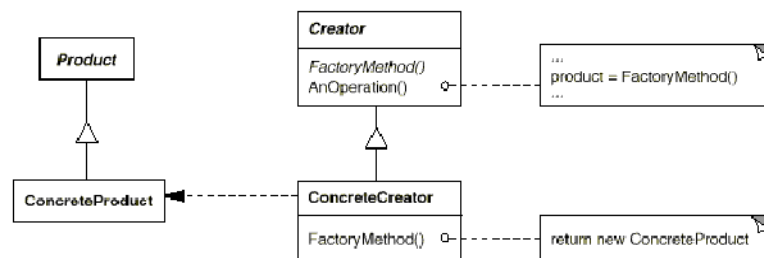 Creator
Product
FactoryMethod()
AnOperation()
...
product = FactoryMethod()
...
ConcreteProduct
ConcreteCreator
FactoryMethod()
return new ConcreteProduct